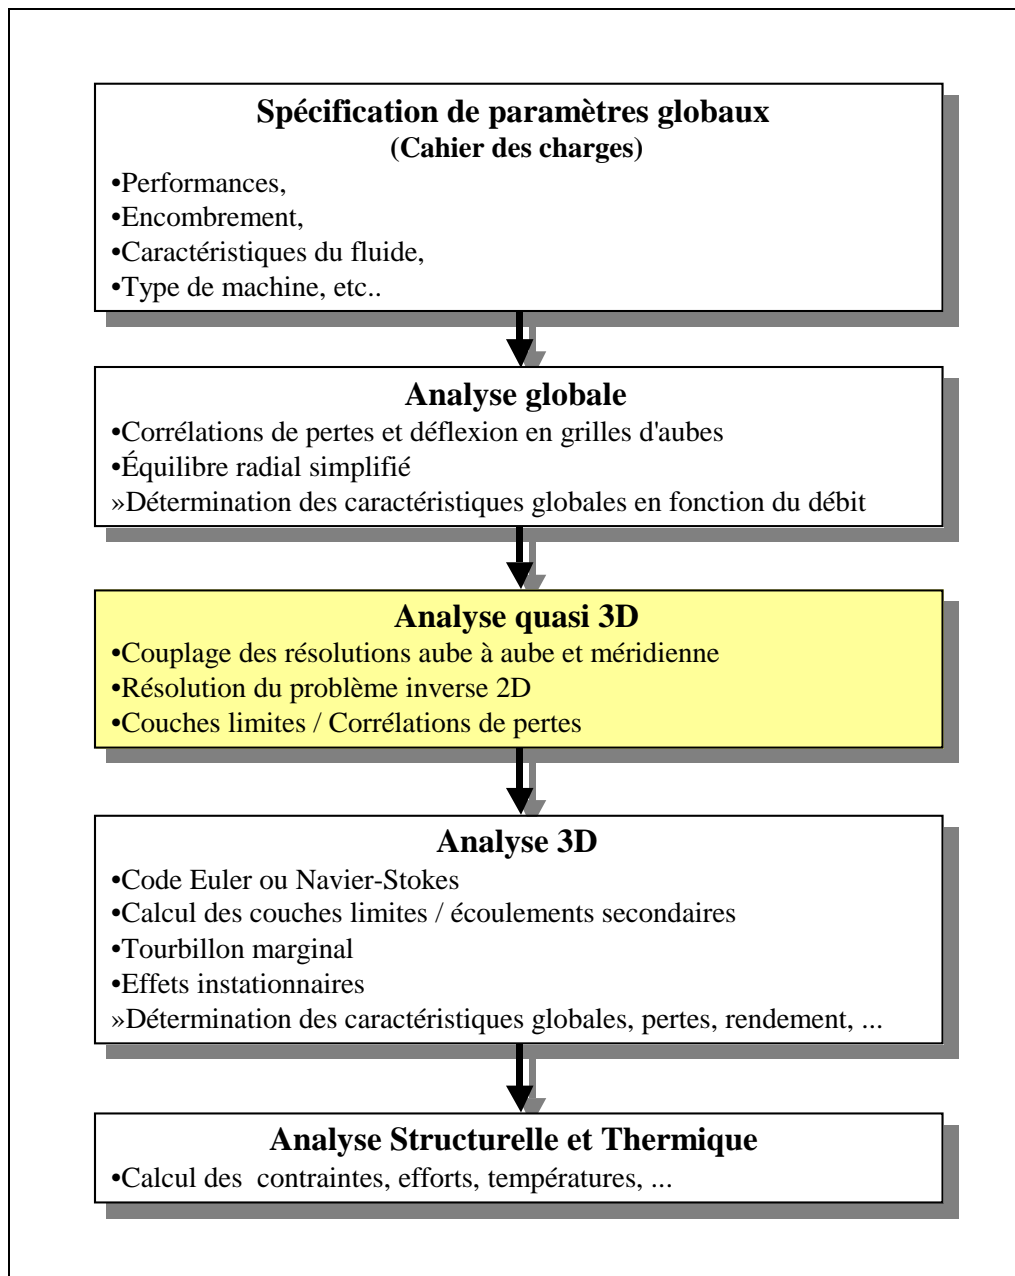 Spécification de paramètres globaux
(Cahier des charges)
•Performances,
•Encombrement,
•Caractéristiques du fluide,
•Type de machine, etc..
Analyse globale
•Corrélations de pertes et déflexion en grilles d'aubes
•Équilibre radial simplifié
»Détermination des caractéristiques globales en fonction du débit
Analyse quasi 3D
•Couplage des résolutions aube à aube et méridienne
•Résolution du problème inverse 2D
•Couches limites / Corrélations de pertes
Analyse 3D
•Code Euler ou Navier-Stokes
•Calcul des couches limites / écoulements secondaires
•Tourbillon marginal
•Effets instationnaires
»Détermination des caractéristiques globales, pertes, rendement, ...
Analyse Structurelle et Thermique
•Calcul des  contraintes, efforts, températures, ...